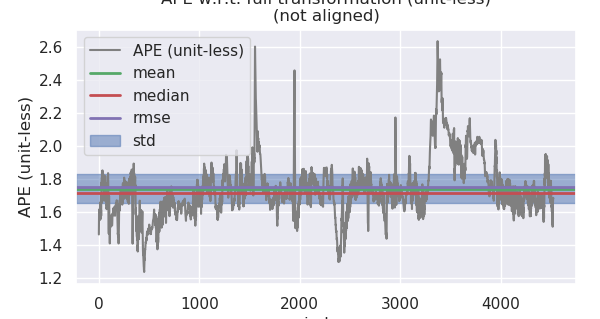 APE w.r.t. full transformation (unit-less)
(not aligned)
APE (unit-less)
mean
median
rmse
std
APE (unit-less)
2.6
2.4
2.2
2.0
1.8
1.6
1.4
1.2
0
1000
2000
3000
4000